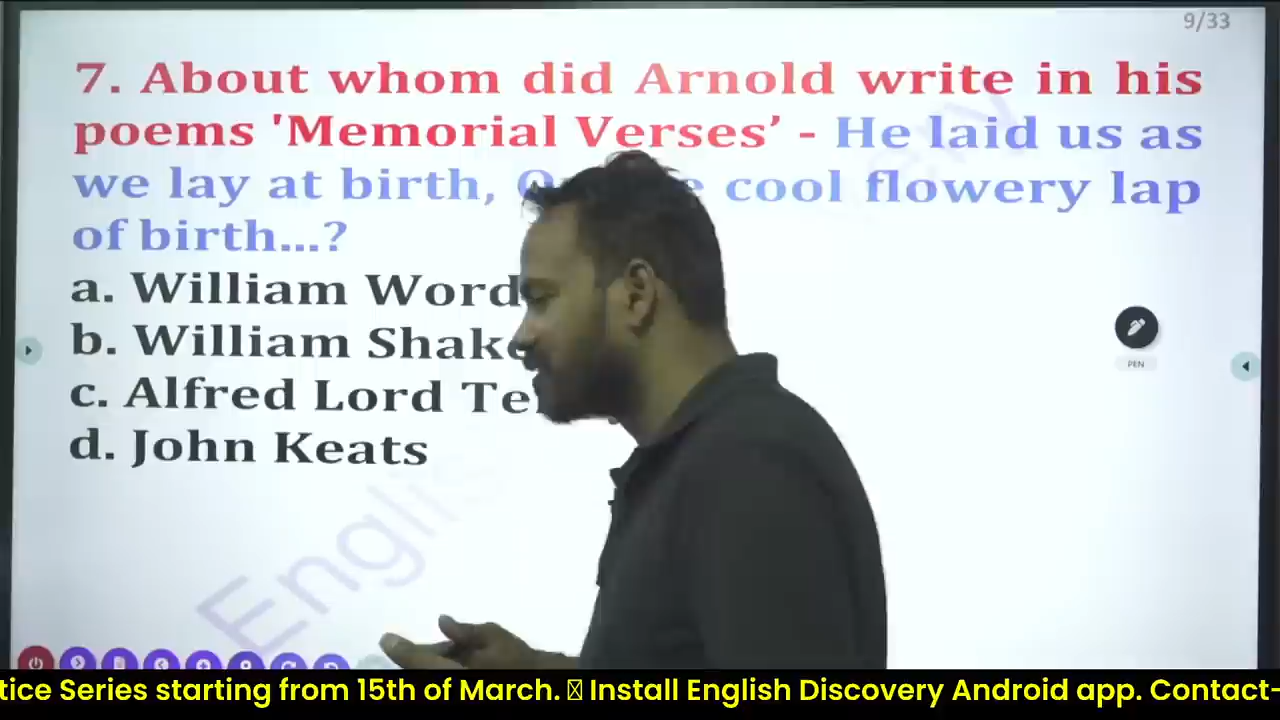 9/33
7. About whom did Arnold write in his
poems 'Memorial Verses’ - He laid us as
we lay at birth, cool flowery lap
of birth...?
a. William Word
b. William Shake
c. Alfred Lord Te
d. John Keats
PEN
Englis
tice Series starting from 15th of March. Install English Discovery Android app. Contact-